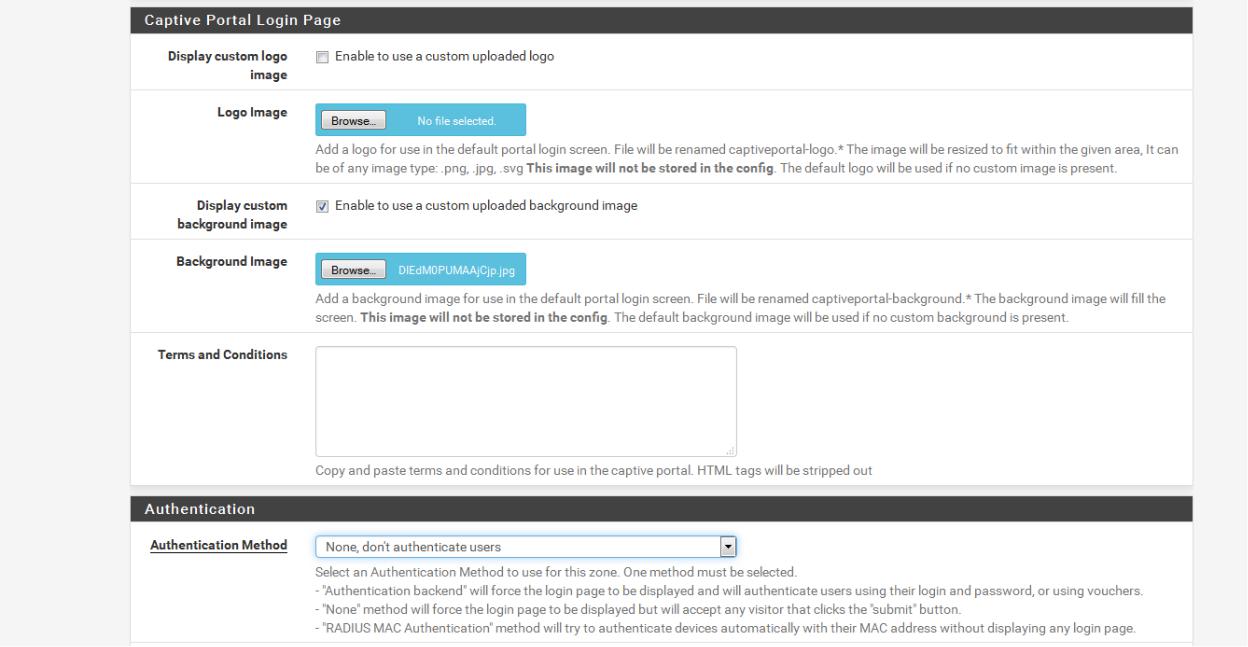 Captive Portal Login Page
Display custom logo
image
Enable to use a custom uploaded logo
Logo Image
Browse...
No file selected.
Add a logo for use in the default portal login screen. File will be renamed captiveportal-logo.* The image will be resized to fit within the given area, It can
be of any image type: .png, .jpg, .svg This image will not be stored in the config. The default logo will be used if no custom image is present.
Display custom
background image
Enable to use a custom uploaded background image
Background Image
Browse...
DIEdM0PUMAAjCjp.jpg
Add a background image for use in the default portal login screen. File will be renamed captiveportal-background.* The background image will fill the
screen. This image will not be stored in the config. The default background image will be used if no custom background is present.
Terms and Conditions
Copy and paste terms and conditions for use in the captive portal. HTML tags will be stripped out
Authentication
Authentication Method
None, don't authenticate users
Select an Authentication Method to use for this zone. One method must be selected.
- "Authentication backend" will force the login page to be displayed and will authenticate users using their login and password, or using vouchers.
- "None" method will force the login page to be displayed but will accept any visitor that clicks the "submit" button.
- "RADIUS MAC Authentication" method will try to authenticate devices automatically with their MAC address without displaying any login page.